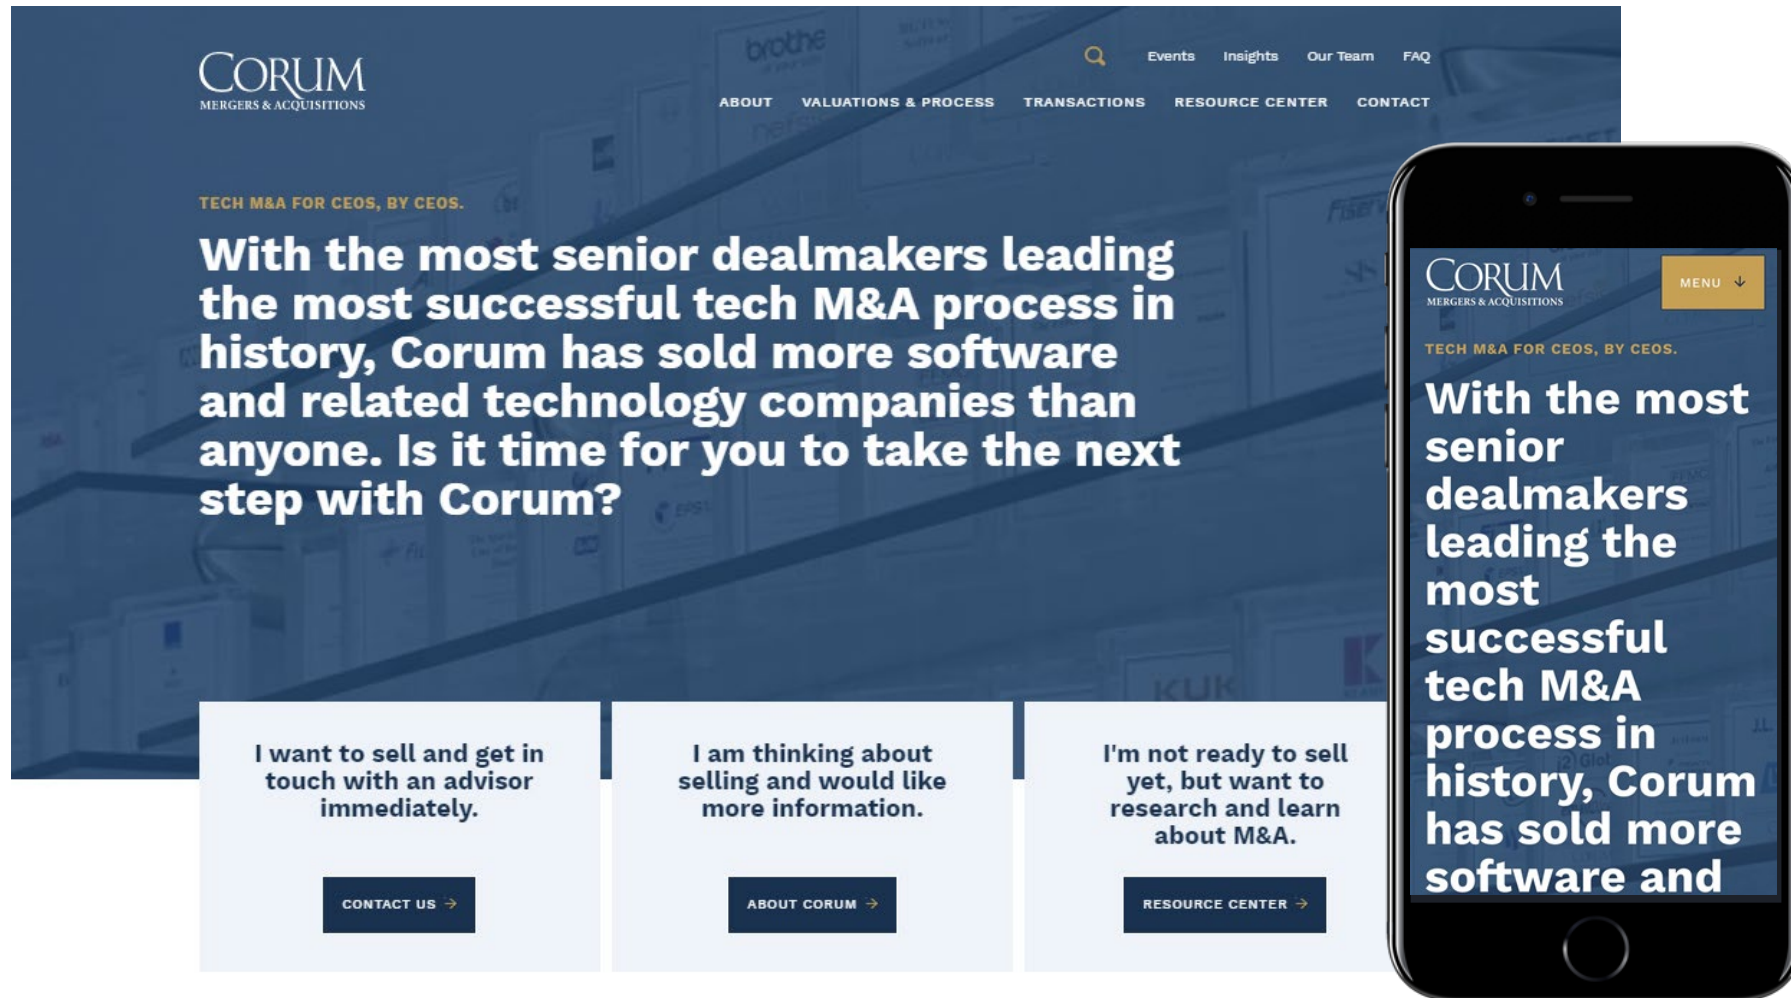 CORUM
MERGERS & ACQUISITIONS
Events Insights Our Team FAQ
ABOUT VALUATIONS & PROCESS TRANSACTIONS RESOURCE CENTER CONTACT
TECH M&A FOR CEOS, BY CEOS.
With the most senior dealmakers leading
the most successful tech M&A process in
history, Corum has sold more software
and related technology companies than
anyone. Is it time for you to take the next
step with Corum?
brothe
Fiserv
KUK
I want to sell and get in
touch with an advisor
immediately.
CONTACT US →
I am thinking about
selling and would like
more information.
ABOUT CORUM →
I'm not ready to sell
yet, but want to
research and learn
about M&A.
RESOURCE CENTER →
CORUM
MERGERS & ACQUISITIONS
MENU ↓
TECH M&A FOR CEOS, BY CEOS.
With the most
senior
dealmakers
leading the
most
successful
tech M&A
process in
history, Corum
has sold more
software and